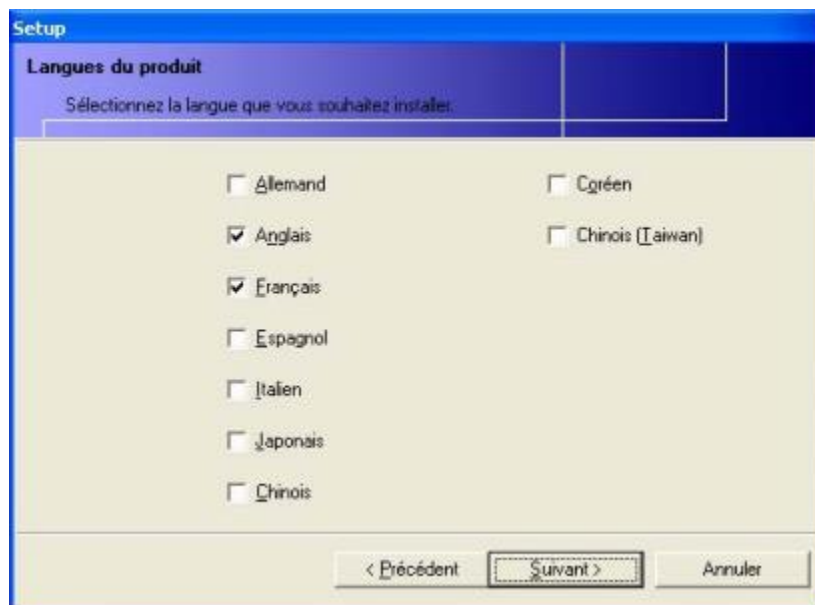 Setup
Langues du produit
Sélectionnez la langue que vous souhaitez installer.
Allemand
Anglais
Français
Espagnol
Italien
Japonais
Chinois
Coréen
Chinois (Taiwan)
< Précédent
Suivant >
Annuler